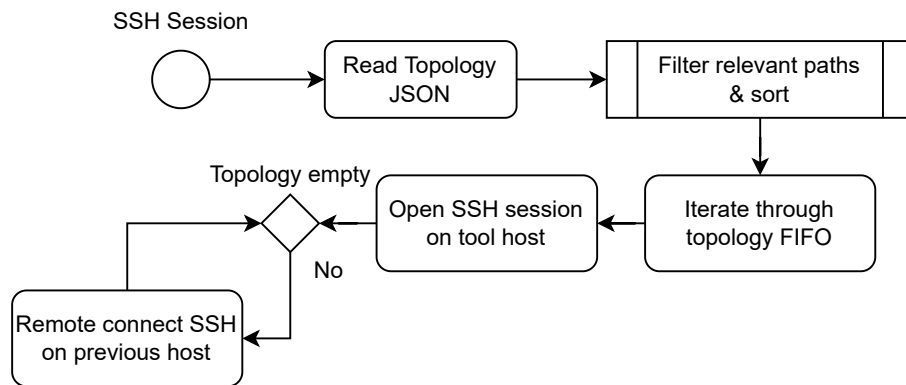 SSH Session
Read Topology
JSON
Filter relevant paths
& sort
Topology empty
Open SSH session
on tool host
Iterate through
topology FIFO
No
Remote connect SSH
on previous host